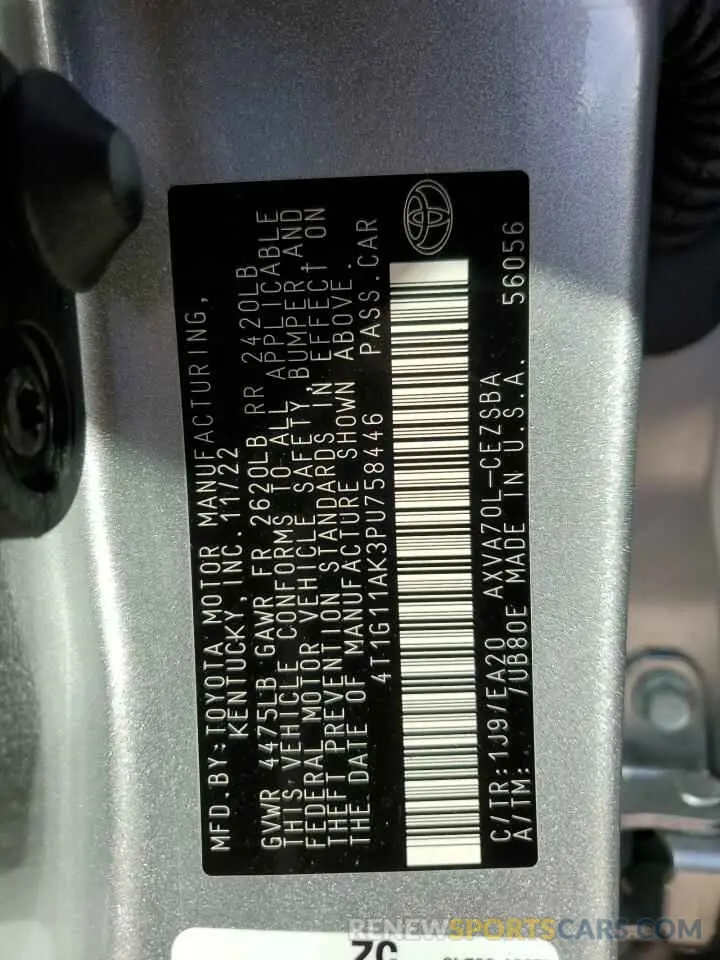 MFD.BY:TOYOTA MOTOR MANUFACTURING,
KENTUCKY, INC. 11/22
GVWR 4475LB GAWR FR 2620LB RR 2420LB
THIS VEHICLE CONFORMS TO ALL APPLICABLE
FEDERAL MOTOR VEHICLE SAFETY, BUMPER AND
THEFT PREVENTION STANDARDS IN EFFECT ON
THE DATE OF MANUFACTURE SHOWN ABOVE.
4T1G11AK3PU758446 PASS.CAR
C/TR:1J9/EA20 AXVA70L-CEZSBA 56056
A/TM: 7UB80E MADE IN U.S.A.
ZC
RENEWSPORTSCARS.COM